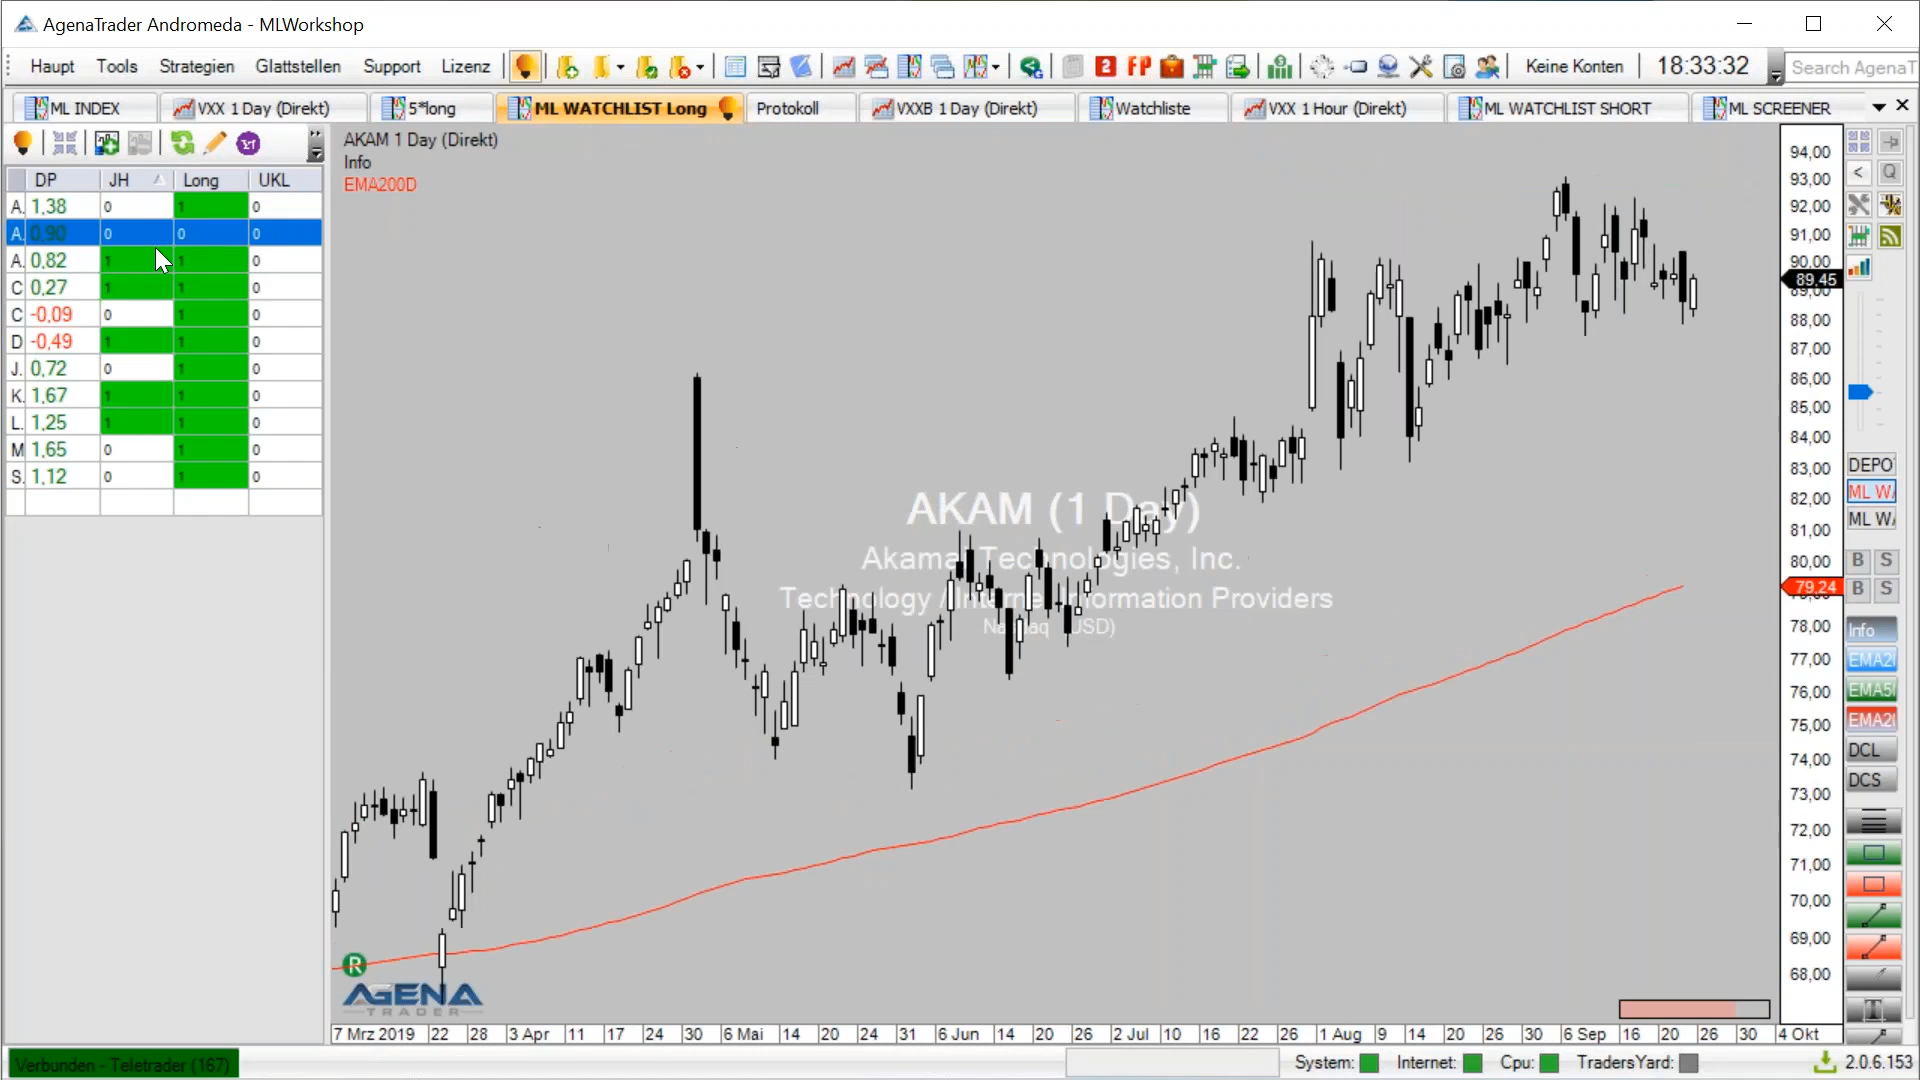 AgenaTrader Andromeda - MLWorkshop
Haupt Tools Strategien Glattstellen Support Lizenz 2 FP Keine Konten 18:33:32 Search AgenaT
ML INDEX VXX 1 Day (Direkt) 5*long ML WATCHLIST Long Protokoll VXXB 1 Day (Direkt) Watchliste VXX 1 Hour (Direkt) ML WATCHLIST SHORT ML SCREENER
DP JH Long UKL
A. 1,38 0 1 0
A. 0,90 0 0 0
A. 0,82 1 1 0
C 0,27 1 1 0
C -0,09 0 1 0
D -0,49 1 1 0
J. 0,72 0 1 0
K. 1,67 1 1 0
L. 1,25 1 1 0
M 1,65 0 1 0
S. 1,12 0 1 0
AKAM 1 Day (Direkt)
Info
EMA200D
AKAM (1 Day)
Technologies, Inc.
Technology / Internet Information Providers
(USD)
R
AGENA
TRADER
94,00
93,00
92,00
91,00
90,00
89,45
89,00
88,00
87,00
86,00
85,00
84,00
83,00
82,00
81,00
80,00
79,24
78,00
77,00
76,00
75,00
74,00
73,00
72,00
71,00
70,00
69,00
68,00
7 Mrz 2019 22 28 3 Apr 11 17 24 30 6 Mai 14 20 24 31 6 Jun 14 20 26 2 Jul 10 16 22 26 1 Aug 9 14 20 26 30 6 Sep 16 20 26 30 4 Okt
< Q
DEPO
ML W
ML W
B S
B S
Info
EMA2
EMA5
EMA2
DCL
DCS
T
Verbunden - Teletrader (167)
System: Internet: Cpu: TradersYard: 2.0.6.153